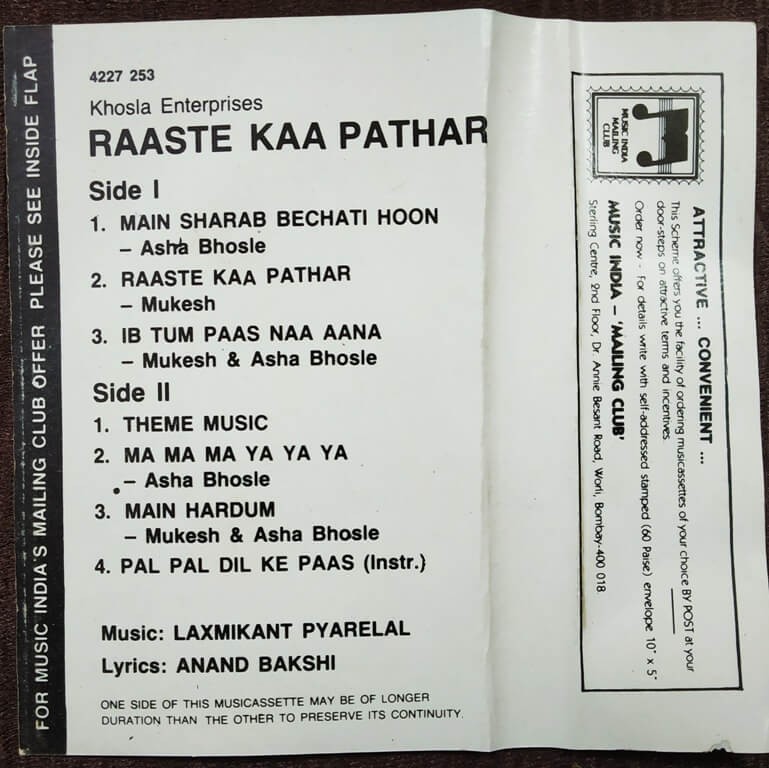 FOR MUSIC INDIA'S MAILING CLUB OFFER PLEASE SEE INSIDE FLAP
4227 253
Khosla Enterprises
RAASTE KAA PATHAR
Side I
1. MAIN SHARAB BECHATI HOON
– Asha Bhosle
2. RAASTE KAA PATHAR
– Mukesh
3. IB TUM PAAS NAA AANA
– Mukesh & Asha Bhosle
Side II
1. THEME MUSIC
2. MA MA MA YA YA YA
– Asha Bhosle
3. MAIN HARDUM
– Mukesh & Asha Bhosle
4. PAL PAL DIL KE PAAS (Instr.)
Music: LAXMIKANT PYARELAL
Lyrics: ANAND BAKSHI
ONE SIDE OF THIS MUSICASSETTE MAY BE OF LONGER
DURATION THAN THE OTHER TO PRESERVE ITS CONTINUITY.
MUSIC INDIA
MAILING
CLUB
ATTRACTIVE ... CONVENIENT ...
This Scheme offers you the facility of ordering musicassettes of your choice BY POST at your
door-steps on attractive terms and incentives
Order now - For details write with self-addressed stamped (60 Paise) envelope 10" x 5"
MUSIC INDIA – 'MAILING CLUB'
Sterling Centre, 2nd Floor, Dr. Annie Besant Road, Worli, Bombay-400 018